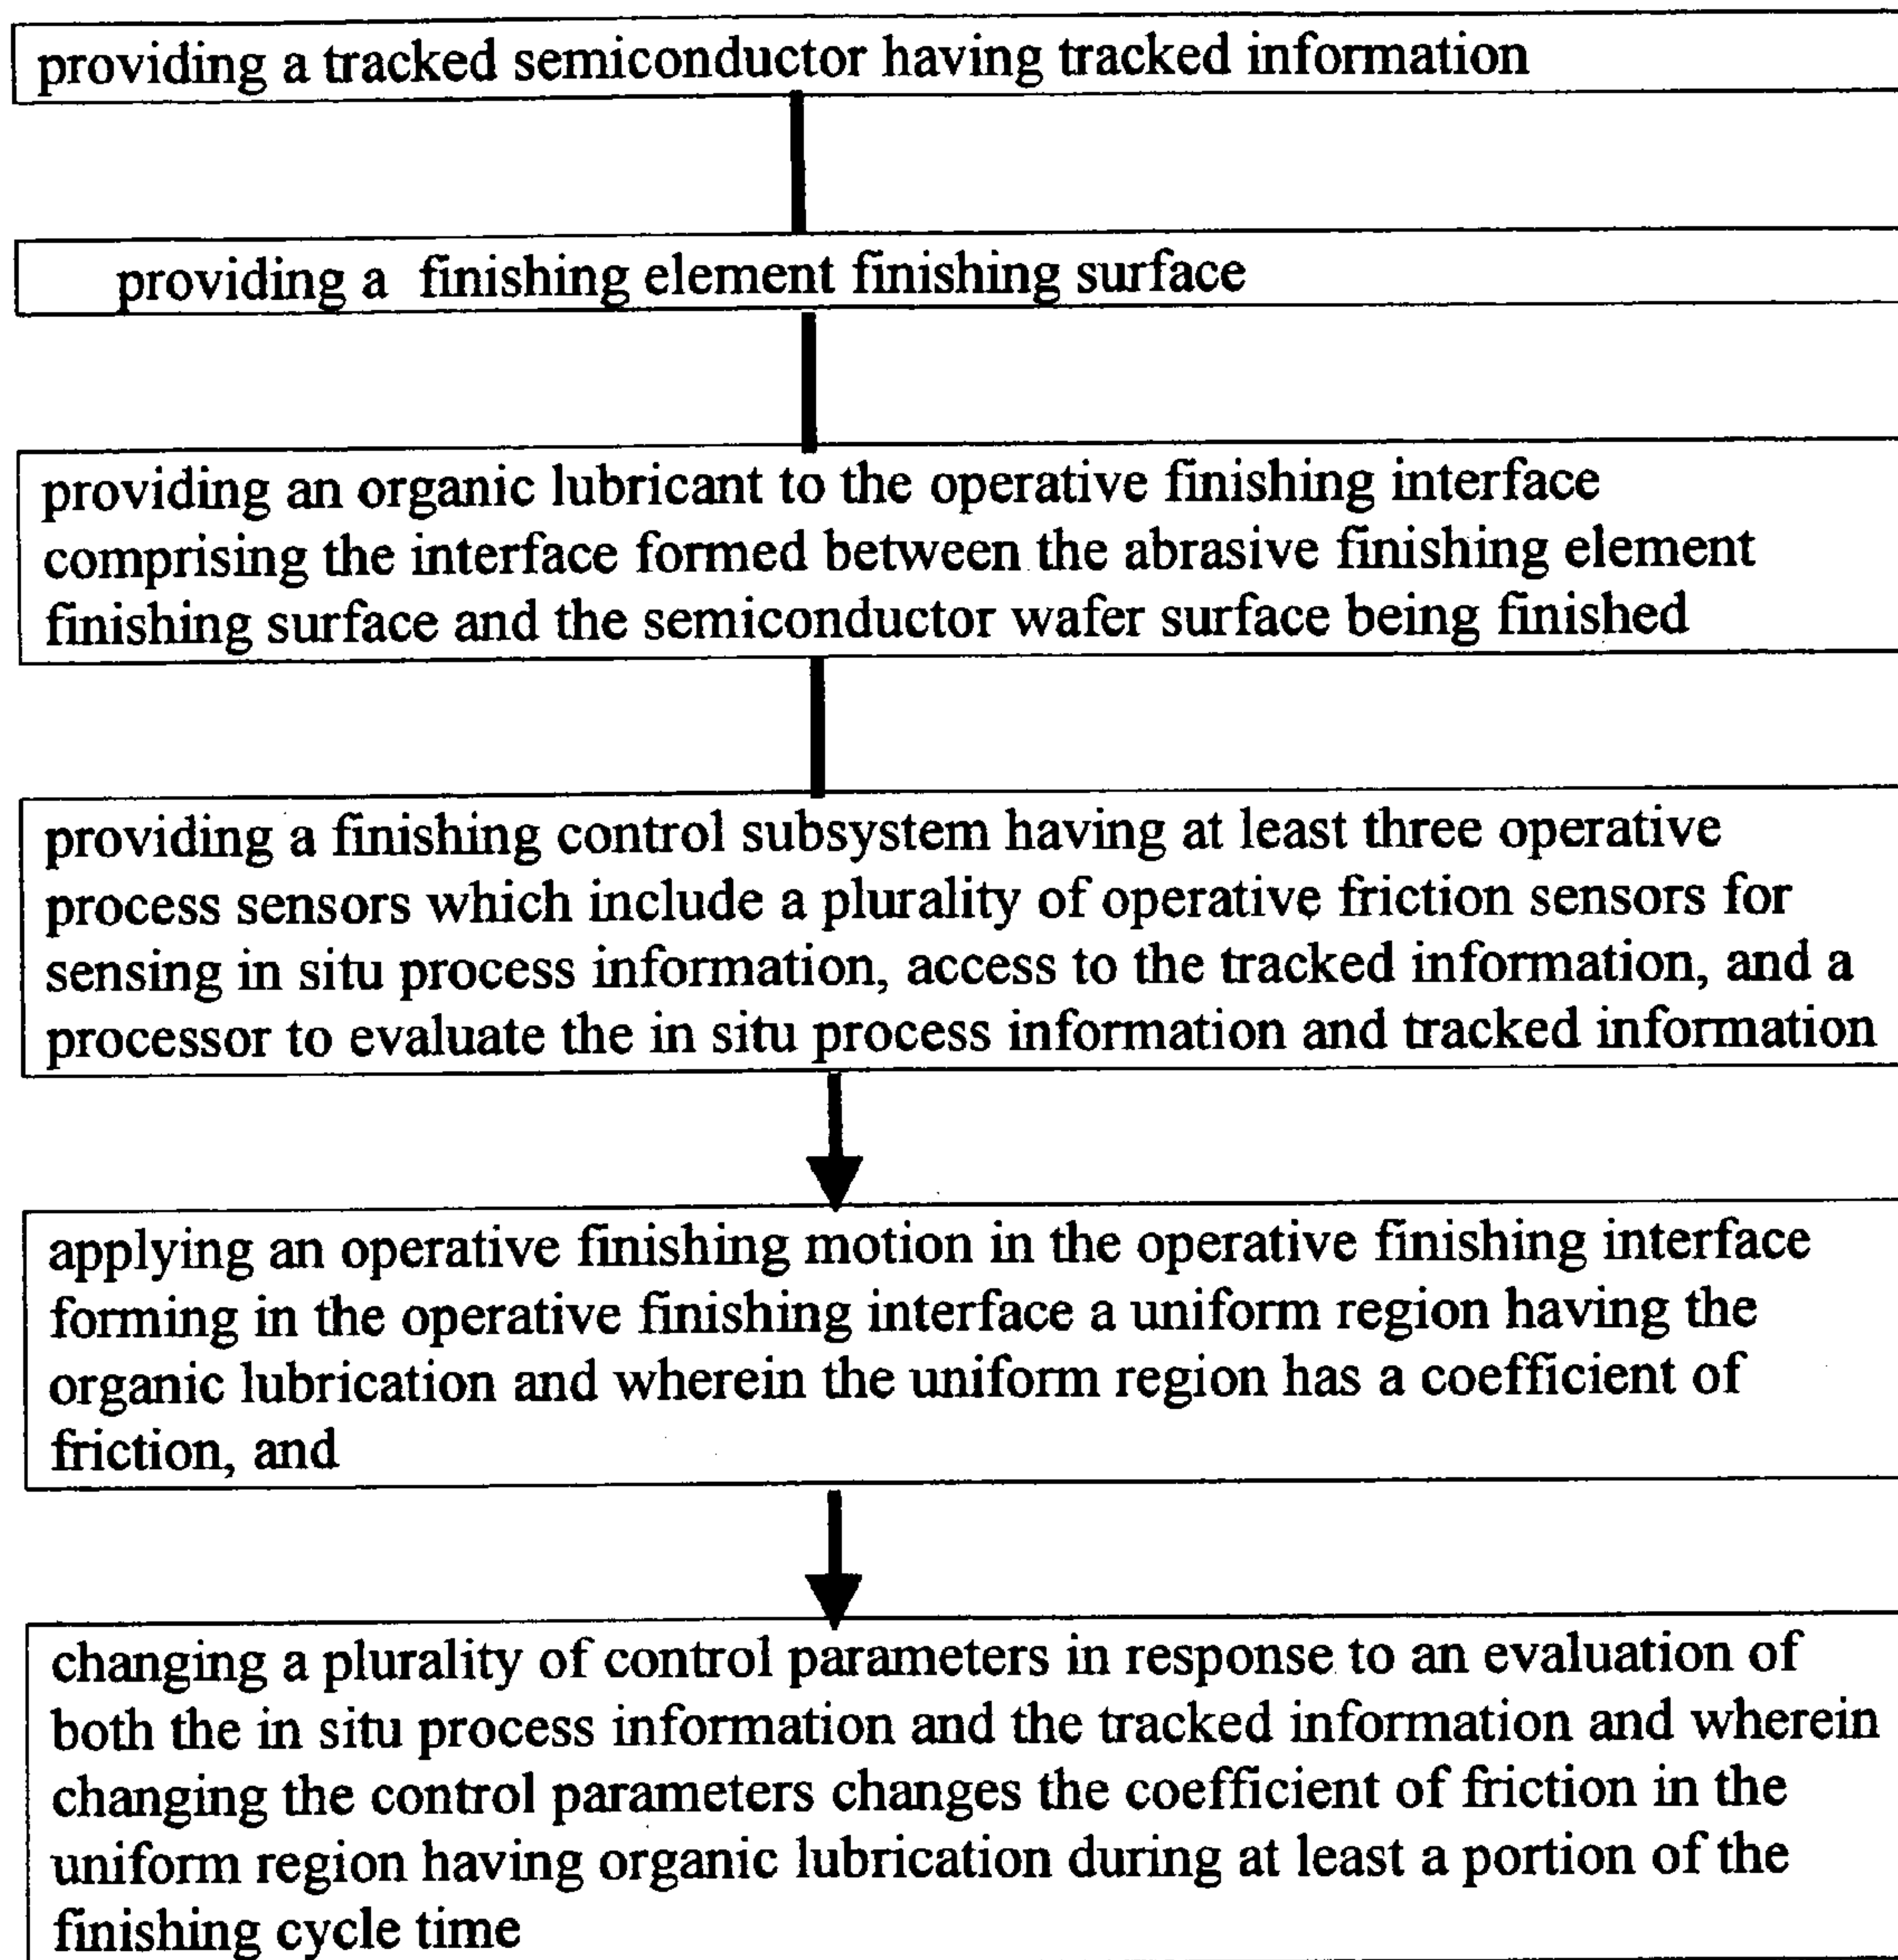 providing a tracked semiconductor having tracked information
providing a finishing element finishing surface
providing an organic lubricant to the operative finishing interface
comprising the interface formed between the abrasive finishing element
finishing surface and the semiconductor wafer surface being finished
providing a finishing control subsystem having at least three operative
process sensors which include a plurality of operative friction sensors for
sensing in situ process information, access to the tracked information, and a
processor to evaluate the in situ process information and tracked information
applying an operative finishing motion in the operative finishing interface
forming in the operative finishing interface a uniform region having the
organic lubrication and wherein the uniform region has a coefficient of
friction, and
changing a plurality of control parameters in response to an evaluation of
both the in situ process information and the tracked information and wherein
changing the control parameters changes the coefficient of friction in the
uniform region having organic lubrication during at least a portion of the
finishing cycle time